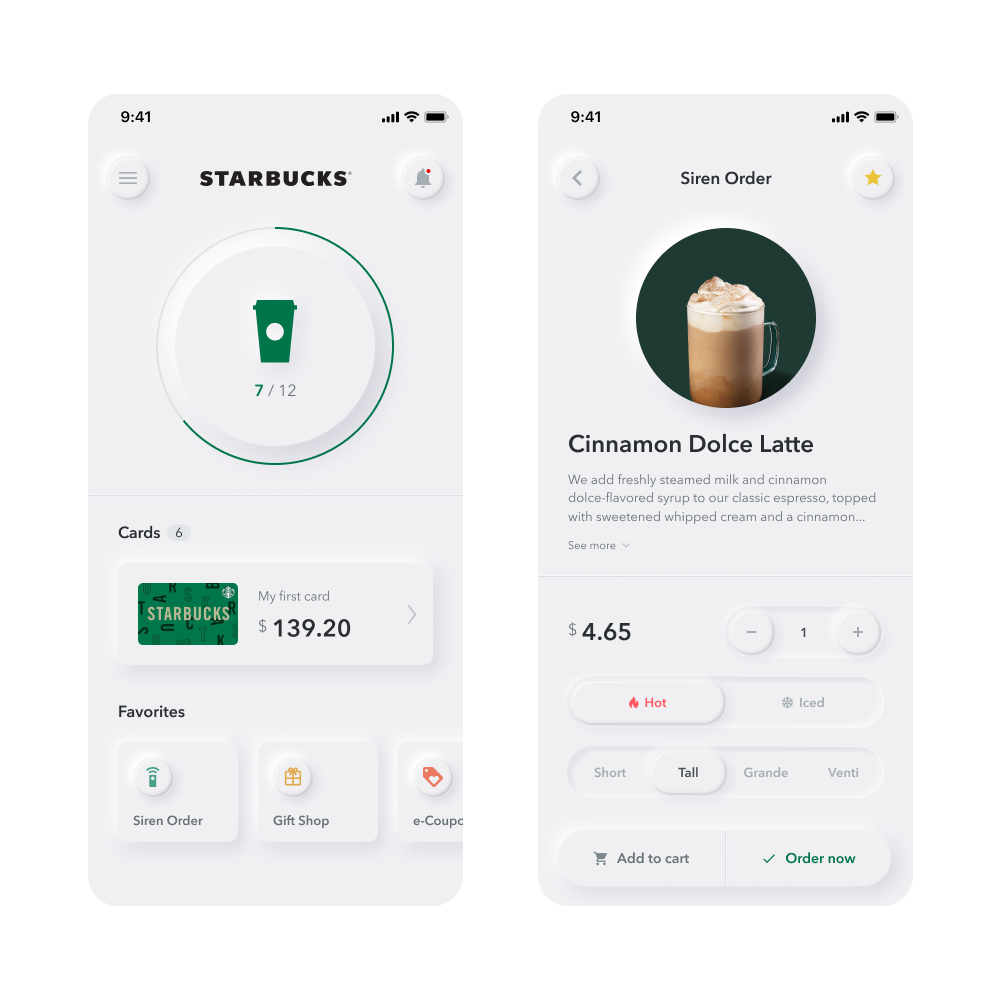 9:41
STARBUCKS®
7 / 12
Cards 6
STARBUCKS
My first card
$ 139.20
Favorites
Siren Order
Gift Shop
e-Coupo
9:41
Siren Order
Cinnamon Dolce Latte
We add freshly steamed milk and cinnamon
dolce-flavored syrup to our classic espresso, topped
with sweetened whipped cream and a cinnamon...
See more
$ 4.65
− 1 +
Hot Iced
Short Tall Grande Venti
Add to cart Order now